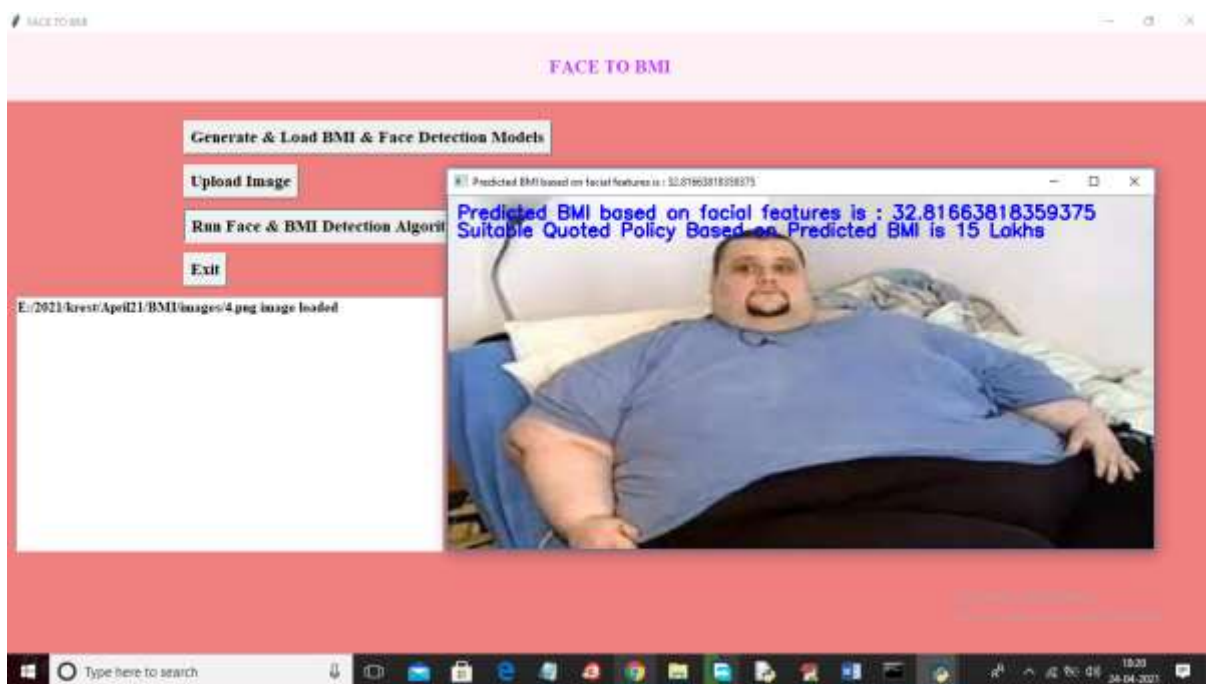 FACE TO BMI
FACE TO BMI
Generate & Load BMI & Face Detection Models
Upload Image
Run Face & BMI Detection Algorit
Exit
E:/2021/krest/April21/BMI/images/4.png image loaded
Predicted BMI based on facial features is : 32.81663818359375
Predicted BMI based on facial features is : 32.81663818359375
Suitable Quoted Policy Based on Predicted BMI is 15 Lakhs
Type here to search
18:20
24-04-2021